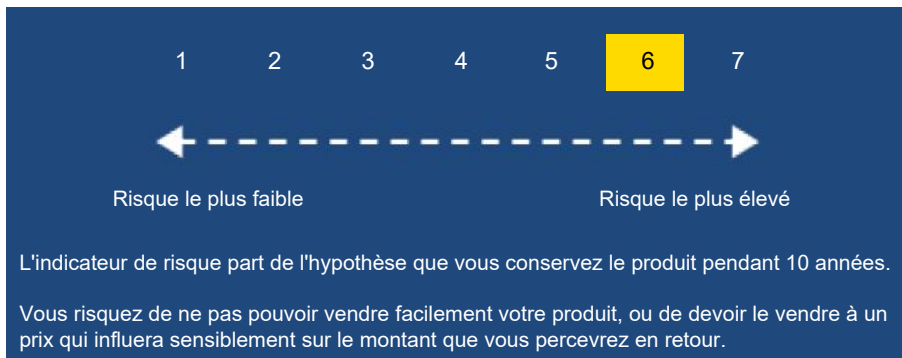 1 2 3 4 5 6 7
Risque le plus faible Risque le plus élevé
L'indicateur de risque part de l'hypothèse que vous conservez le produit pendant 10 années.
Vous risquez de ne pas pouvoir vendre facilement votre produit, ou de devoir le vendre à un
prix qui influera sensiblement sur le montant que vous percevrez en retour.